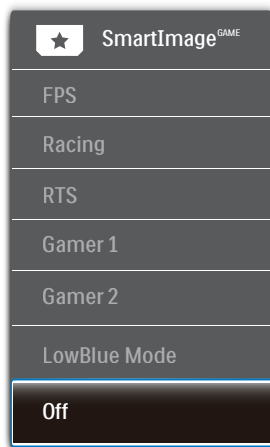 SmartImage GAME
FPS
Racing
RTS
Gamer 1
Gamer 2
LowBlue Mode
Off